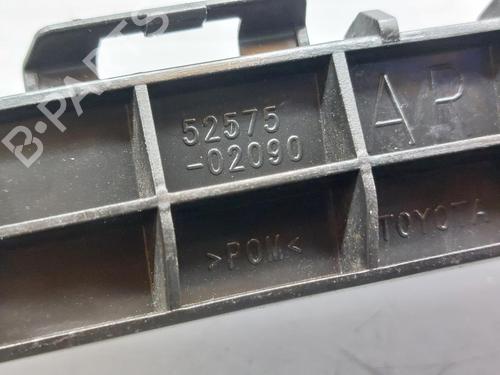 B-PARTS
52575
-02090
AP
>POM<
TOYOTA